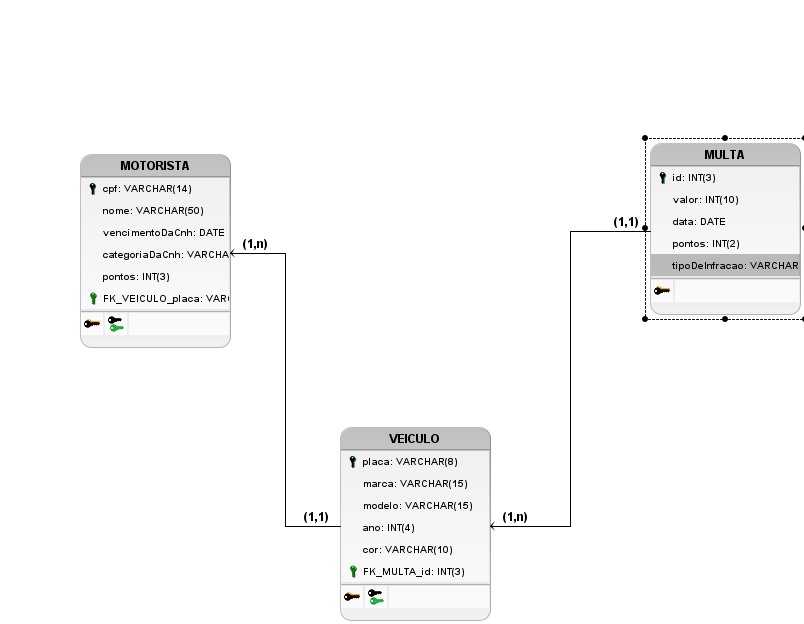 MOTORISTA
cpf: VARCHAR(14)
nome: VARCHAR(50)
vencimentoDaCnh: DATE
categoriaDaCnh: VARCHA
pontos: INT(3)
FK_VEICULO_placa: VAR(
(1,n)
(1,1)
VEICULO
placa: VARCHAR(8)
marca: VARCHAR(15)
modelo: VARCHAR(15)
ano: INT(4)
cor: VARCHAR(10)
FK_MULTA_id: INT(3)
(1,n)
(1,1)
MULTA
id: INT(3)
valor: INT(10)
data: DATE
pontos: INT(2)
tipoDeInfracao: VARCHAR